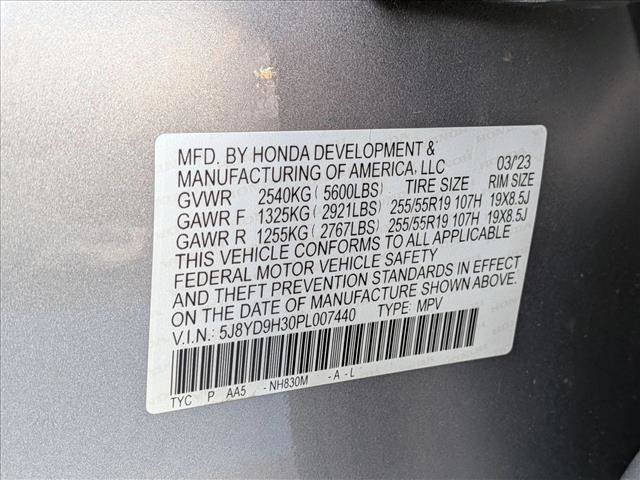 MFD. BY HONDA DEVELOPMENT &
MANUFACTURING OF AMERICA, LLC 03/'23
GVWR 2540KG ( 5600LBS) TIRE SIZE RIM SIZE
GAWR F 1325KG ( 2921LBS) 255/55R19 107H 19X8.5J
GAWR R 1255KG ( 2767LBS) 255/55R19 107H 19X8.5J
THIS VEHICLE CONFORMS TO ALL APPLICABLE
FEDERAL MOTOR VEHICLE SAFETY
AND THEFT PREVENTION STANDARDS IN EFFECT
ON THE DATE OF MANUFACTURE SHOWN ABOVE.
V.I.N.: 5J8YD9H30PL007440 TYPE: MPV
TYC P AA5 -NH830M -A-L